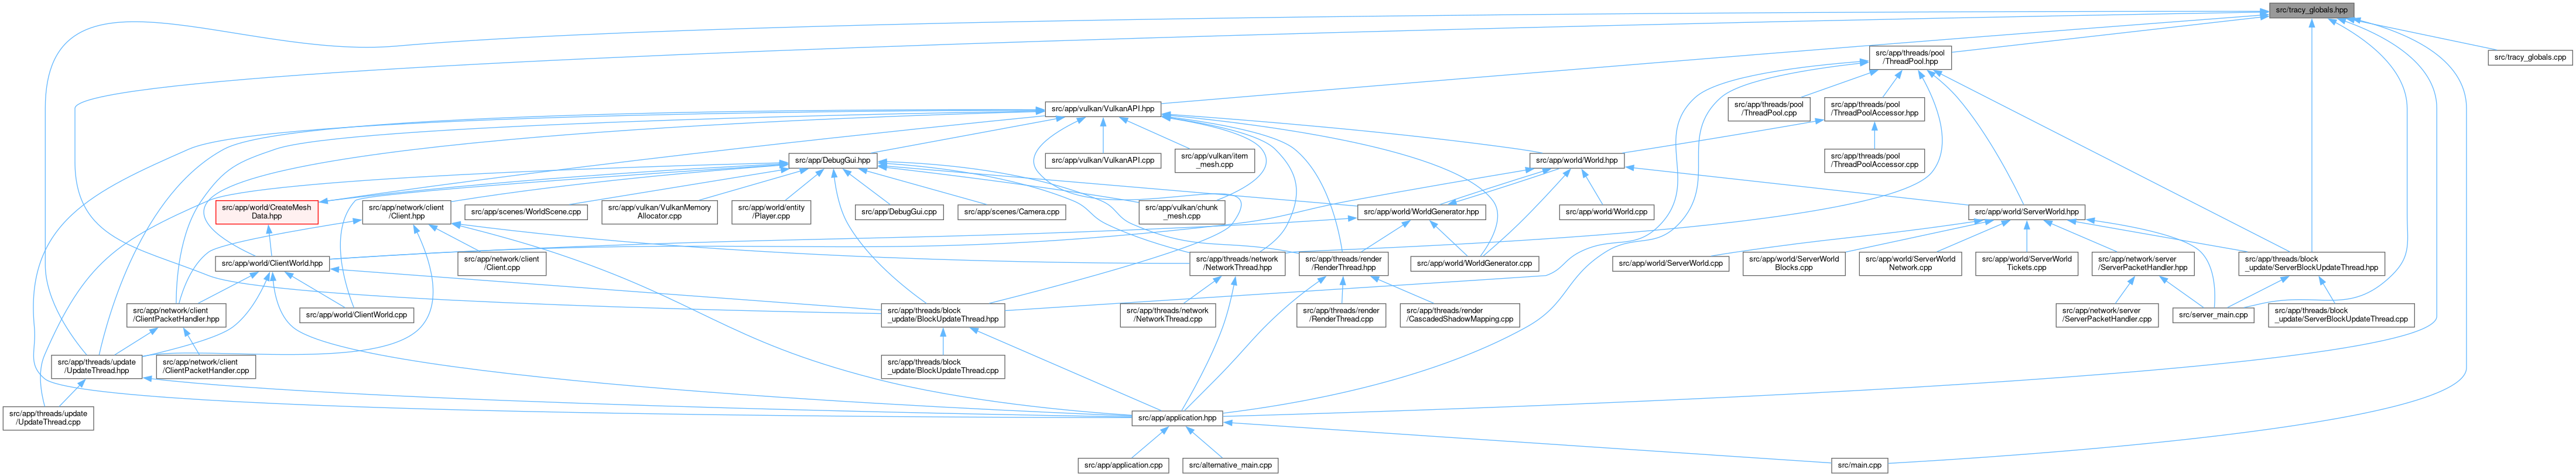 src/tracy_globals.hpp
src/app/threads/pool
/ThreadPool.hpp
src/tracy_globals.cpp
src/app/vulkan/VulkanAPI.hpp
src/app/threads/pool
/ThreadPool.cpp
src/app/threads/pool
/ThreadPoolAccessor.hpp
src/app/DebugGui.hpp
src/app/vulkan/VulkanAPI.cpp
src/app/vulkan/item
_mesh.cpp
src/app/world/World.hpp
src/app/threads/pool
/ThreadPoolAccessor.cpp
src/app/world/CreateMesh
Data.hpp
src/app/network/client
/Client.hpp
src/app/scenes/WorldScene.cpp
src/app/vulkan/VulkanMemory
Allocator.cpp
src/app/world/entity
/Player.cpp
src/app/DebugGui.cpp
src/app/scenes/Camera.cpp
src/app/vulkan/chunk
_mesh.cpp
src/app/world/WorldGenerator.hpp
src/app/world/World.cpp
src/app/world/ServerWorld.hpp
src/app/world/ClientWorld.hpp
src/app/network/client
/Client.cpp
src/app/threads/network
/NetworkThread.hpp
src/app/threads/render
/RenderThread.hpp
src/app/world/WorldGenerator.cpp
src/app/world/ServerWorld.cpp
src/app/world/ServerWorld
Blocks.cpp
src/app/world/ServerWorld
Network.cpp
src/app/world/ServerWorld
Tickets.cpp
src/app/network/server
/ServerPacketHandler.hpp
src/app/threads/block
_update/ServerBlockUpdateThread.hpp
src/app/network/client
/ClientPacketHandler.hpp
src/app/world/ClientWorld.cpp
src/app/threads/block
_update/BlockUpdateThread.hpp
src/app/threads/network
/NetworkThread.cpp
src/app/threads/render
/RenderThread.cpp
src/app/threads/render
/CascadedShadowMapping.cpp
src/app/network/server
/ServerPacketHandler.cpp
src/server_main.cpp
src/app/threads/block
_update/ServerBlockUpdateThread.cpp
src/app/threads/update
/UpdateThread.hpp
src/app/network/client
/ClientPacketHandler.cpp
src/app/threads/block
_update/BlockUpdateThread.cpp
src/app/threads/update
/UpdateThread.cpp
src/app/application.hpp
src/app/application.cpp
src/alternative_main.cpp
src/main.cpp